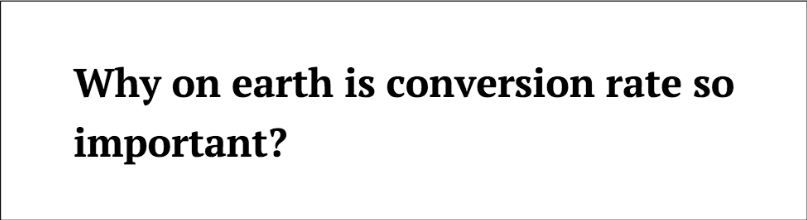 Why on earth is conversion rate so
important?